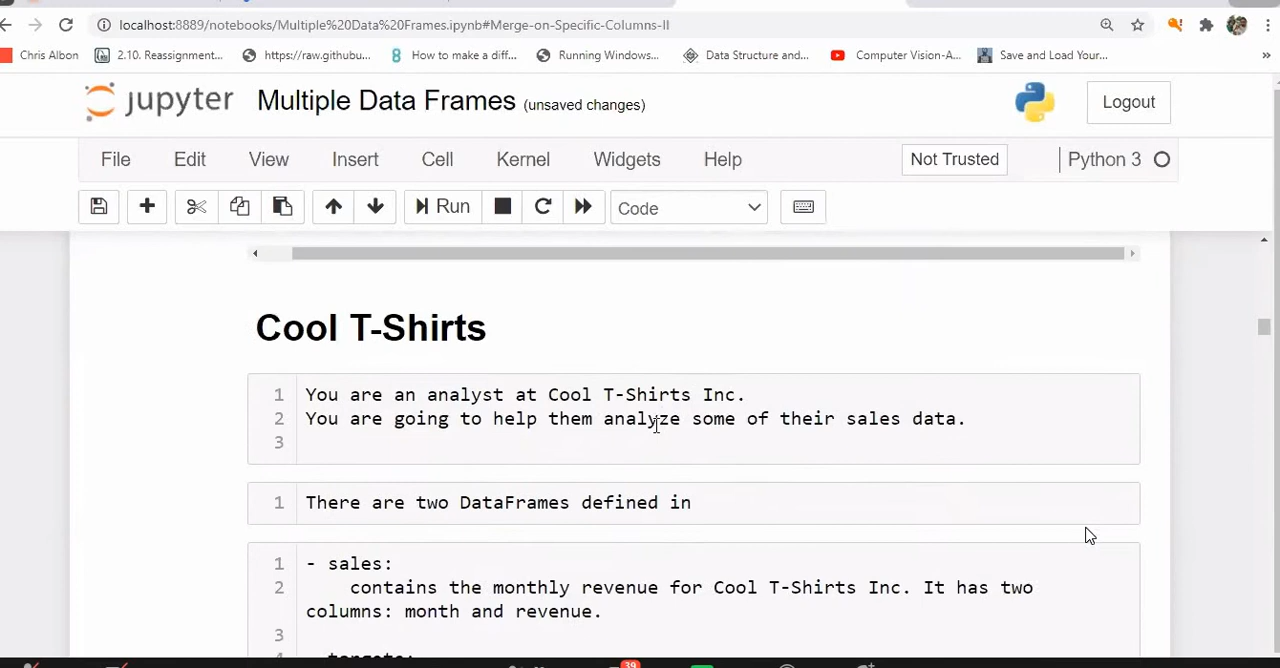 localhost:8889/notebooks/Multiple%20Data%20Frames.ipynb#Merge-on-Specific-Columns-II
Chris Albon 2.10. Reassignment... https://raw.githubu... How to make a diff... Running Windows... Data Structure and... Computer Vision-A... Save and Load Your... »
jupyter Multiple Data Frames (unsaved changes) Logout
File Edit View Insert Cell Kernel Widgets Help Not Trusted Python 3
Run Code
Cool T-Shirts
1 You are an analyst at Cool T-Shirts Inc.
2 You are going to help them analyze some of their sales data.
3
1 There are two DataFrames defined in
1 - sales:
2 contains the monthly revenue for Cool T-Shirts Inc. It has two
columns: month and revenue.
3
39